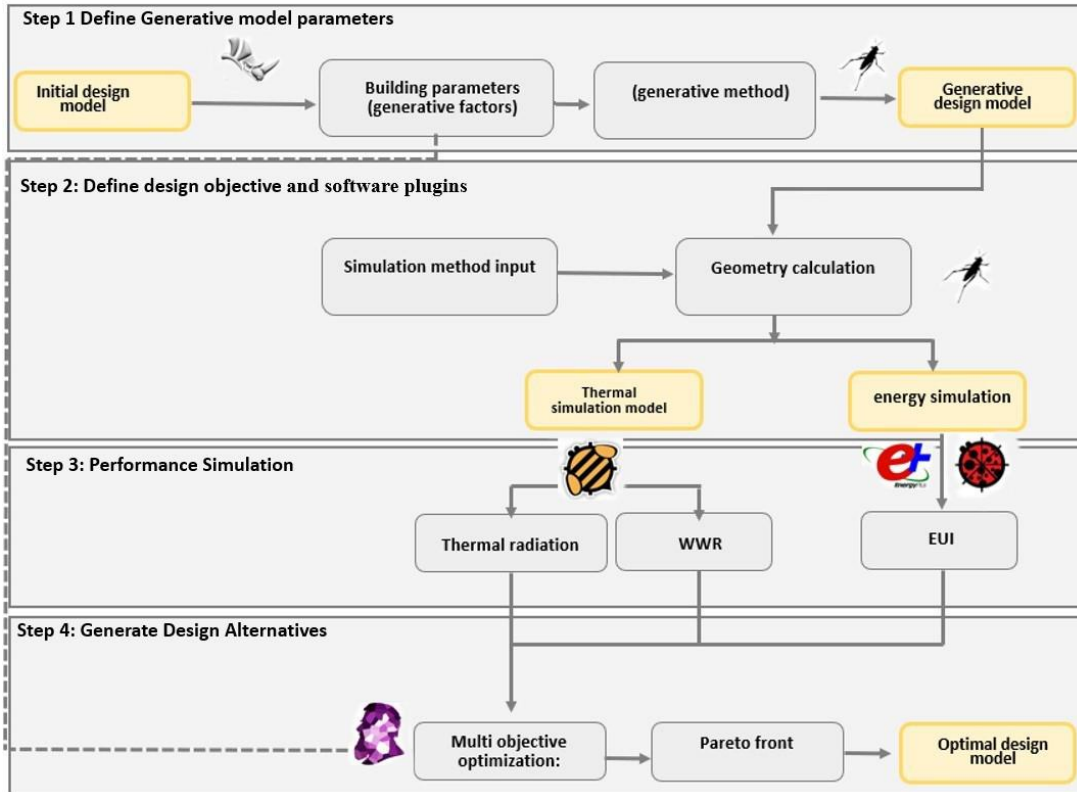 Step 1 Define Generative model parameters
Initial design
model
Building parameters
(generative factors)
(generative method)
Generative
design model
Step 2: Define design objective and software plugins
Simulation method input
Geometry calculation
Thermal
simulation model
energy simulation
Step 3: Performance Simulation
e+
EnergyPlus
Thermal radiation
WWR
EUI
Step 4: Generate Design Alternatives
Multi objective
optimization:
Pareto front
Optimal design
model